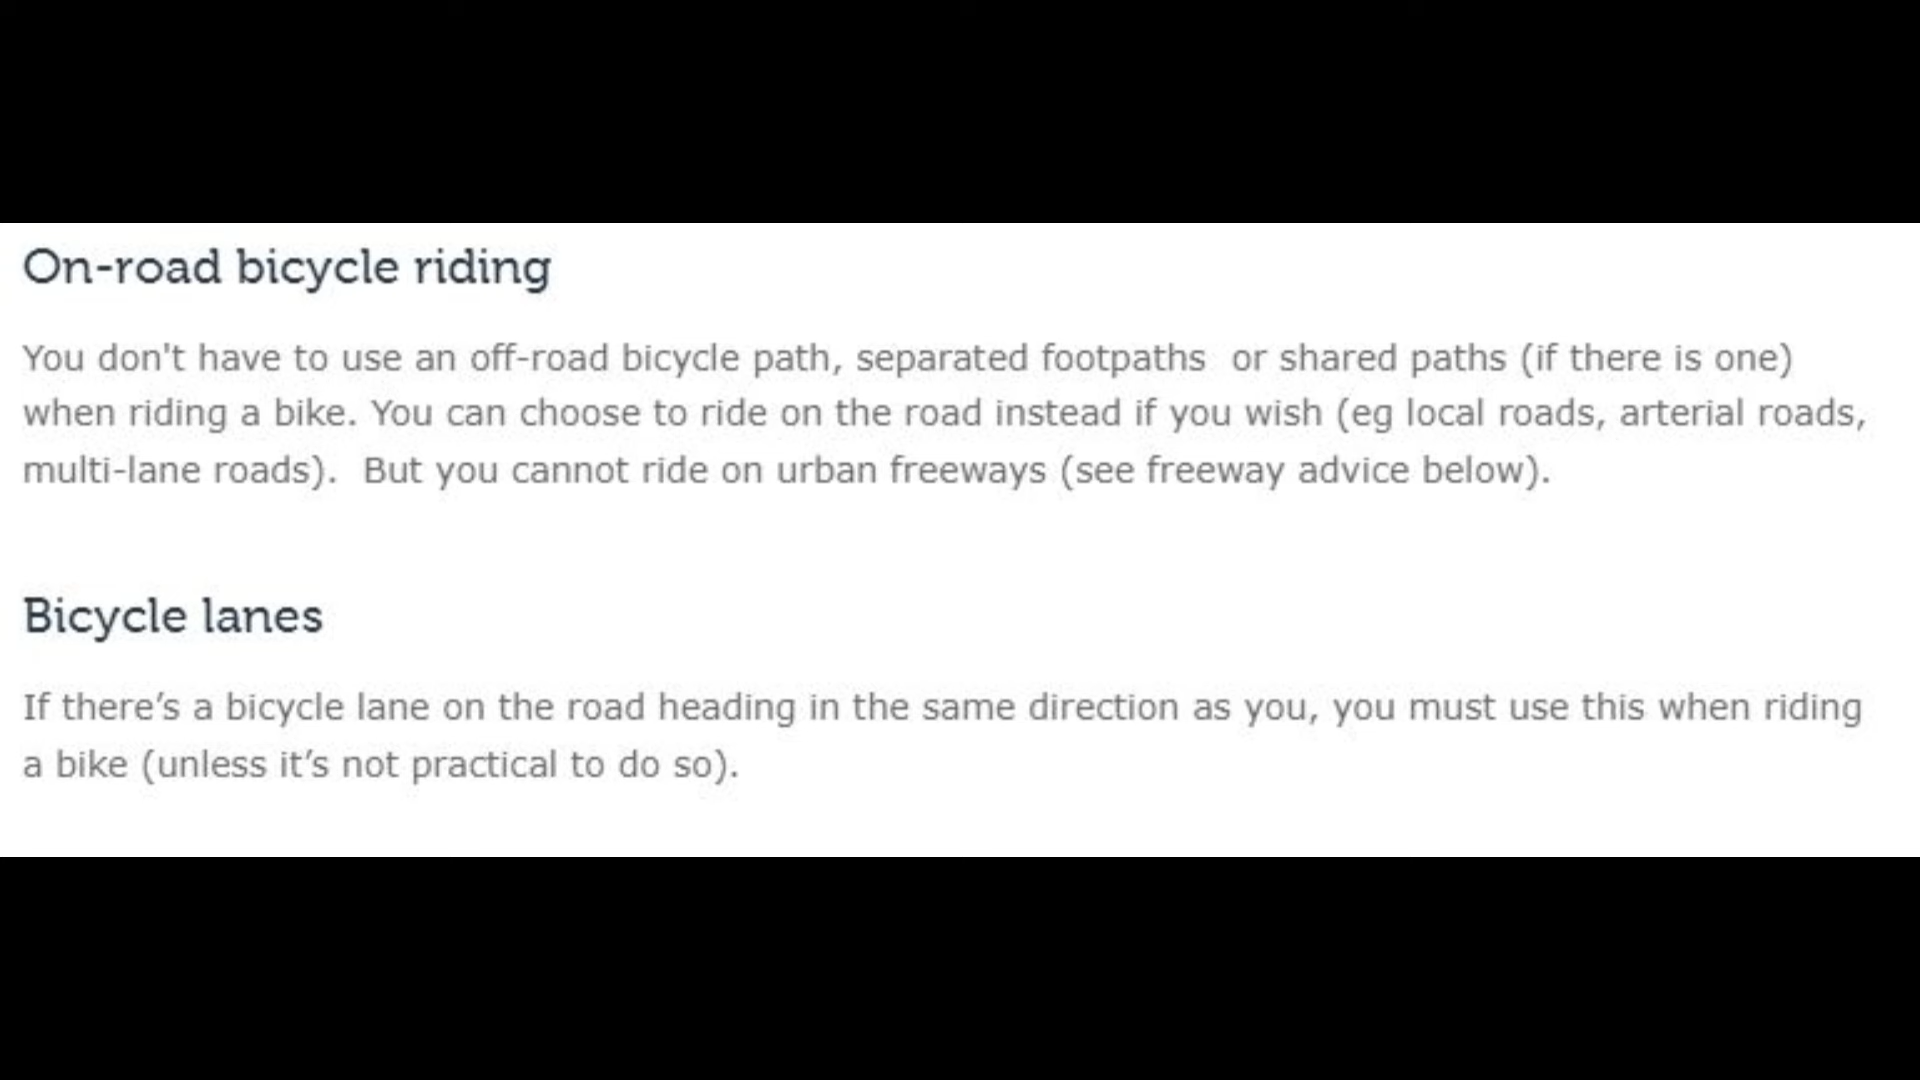 On-road bicycle riding
You don't have to use an off-road bicycle path, separated footpaths  or shared paths (if there is one)
when riding a bike. You can choose to ride on the road instead if you wish (eg local roads, arterial roads,
multi-lane roads).  But you cannot ride on urban freeways (see freeway advice below).
Bicycle lanes
If there’s a bicycle lane on the road heading in the same direction as you, you must use this when riding
a bike (unless it’s not practical to do so).